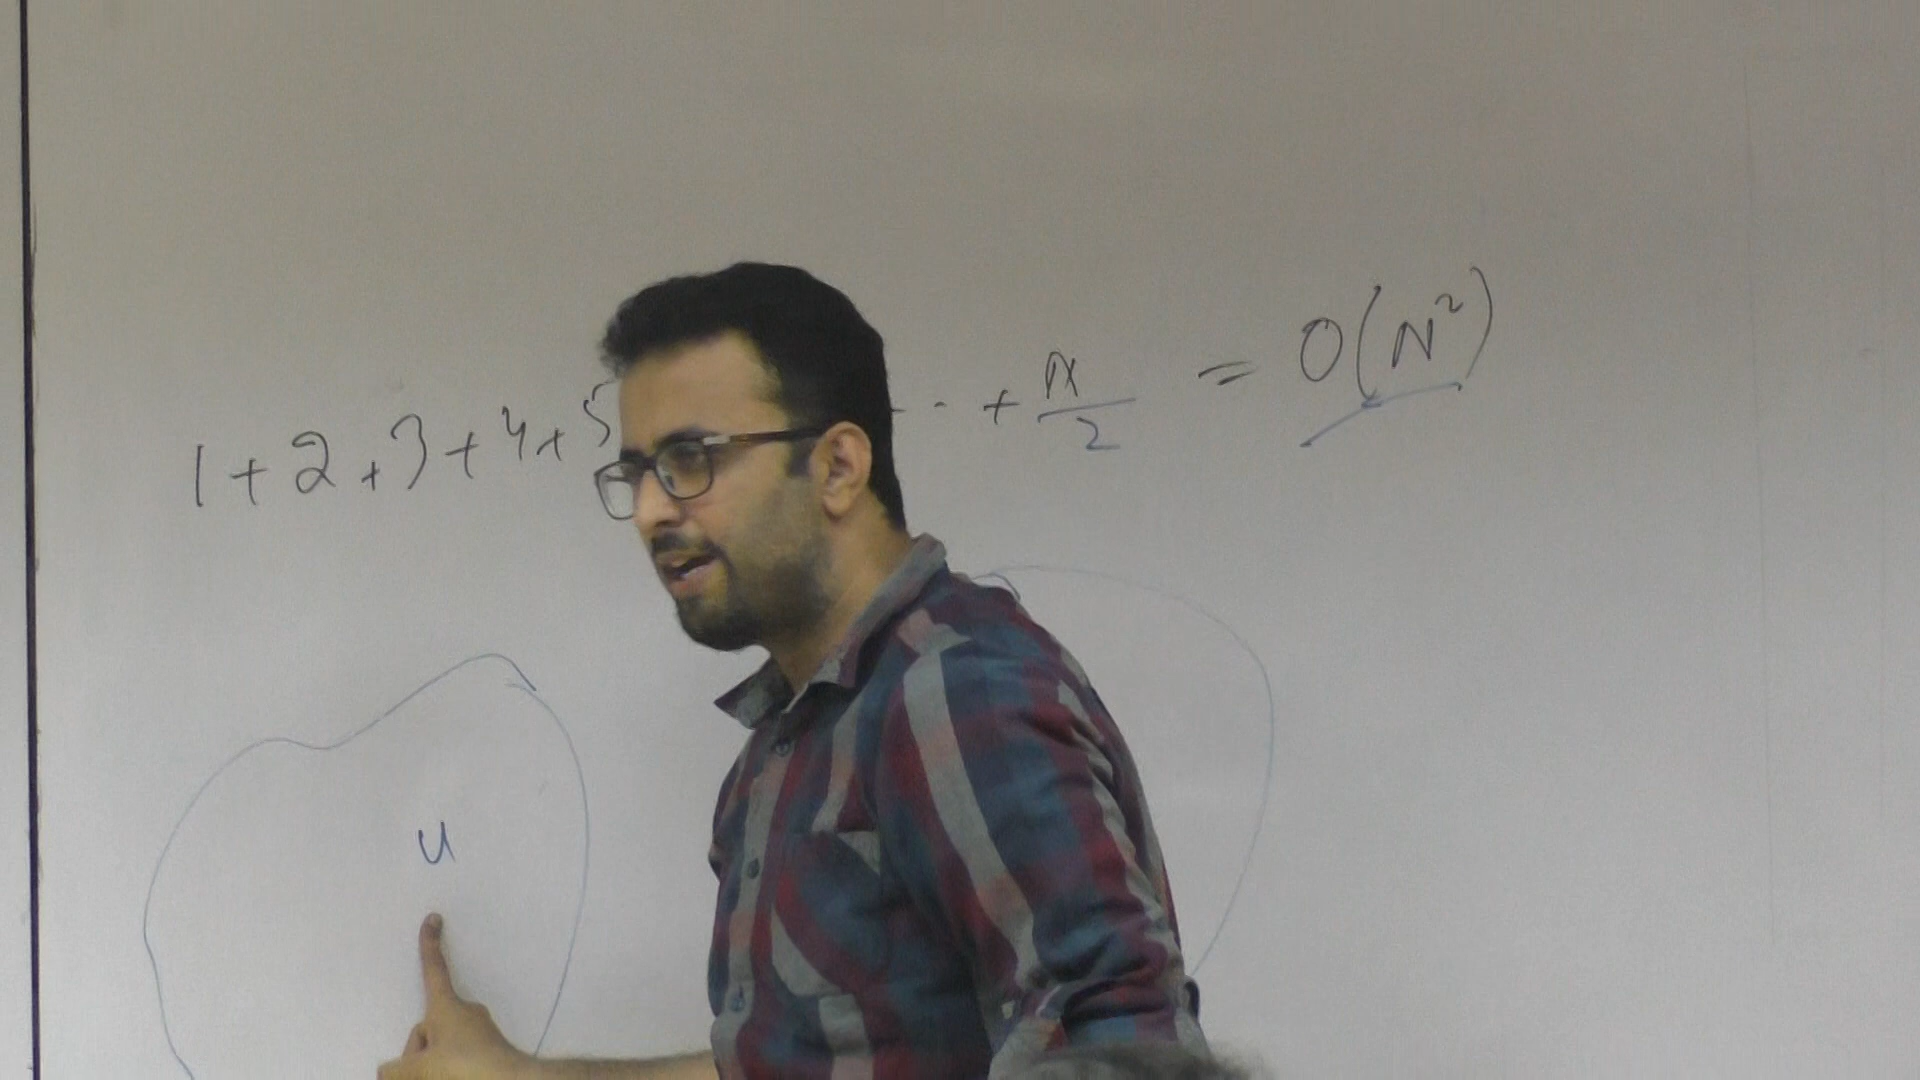 1 + 2 + 3 + 4 + 5 - .. + N/2 = O(N²)
u